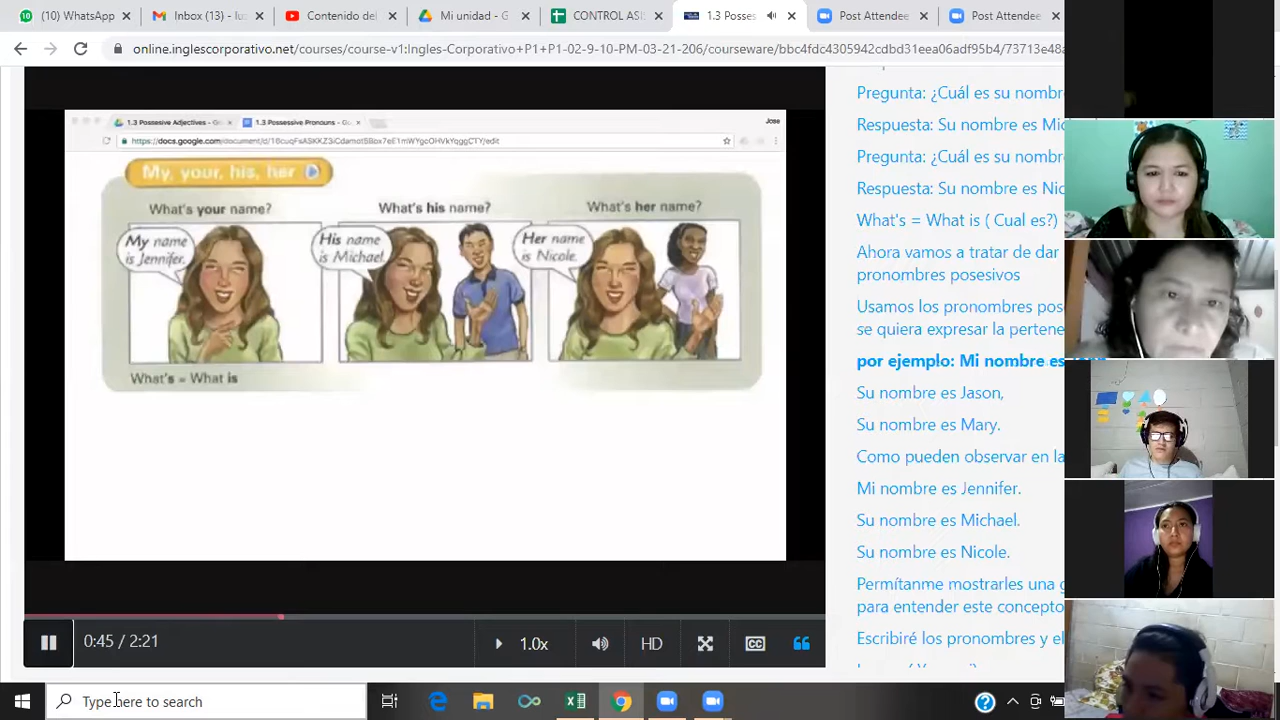 (10) WhatsApp
Inbox (13) - lu
Contenido del
Mi unidad - G
CONTROL ASI
1.3 Posses
Post Attendee
Post Attendee
online.inglescorporativo.net/courses/course-v1:Ingles-Corporativo+P1+P1-02-9-10-PM-03-21-206/courseware/bbc4fdc4305942cdbd31eea06adf95b4/73713e48a
1.3 Possesive Adjectives - G
1.3 Possesive Pronouns - G
Jose
My, your, his, her
What's your name?
What's his name?
What's her name?
My name
is Jennifer.
His name
is Michael.
Her name
is Nicole.
What's = What is
0:45 / 2:21
1.0x
HD
CC
Pregunta: ¿Cuál es su nombr
Respuesta: Su nombre es Mic
Pregunta: ¿Cuál es su nombr
Respuesta: Su nombre es Nic
What's = What is ( Cual es?)
Ahora vamos a tratar de dar
pronombres posesivos
Usamos los pronombres pos
se quiera expresar la pertene
por ejemplo: Mi nombre es
Su nombre es Jason,
Su nombre es Mary.
Como pueden observar en la
Mi nombre es Jennifer.
Su nombre es Michael.
Su nombre es Nicole.
Permítanme mostrarles una g
para entender este concepto
Escribiré los pronombres y el
Type here to search